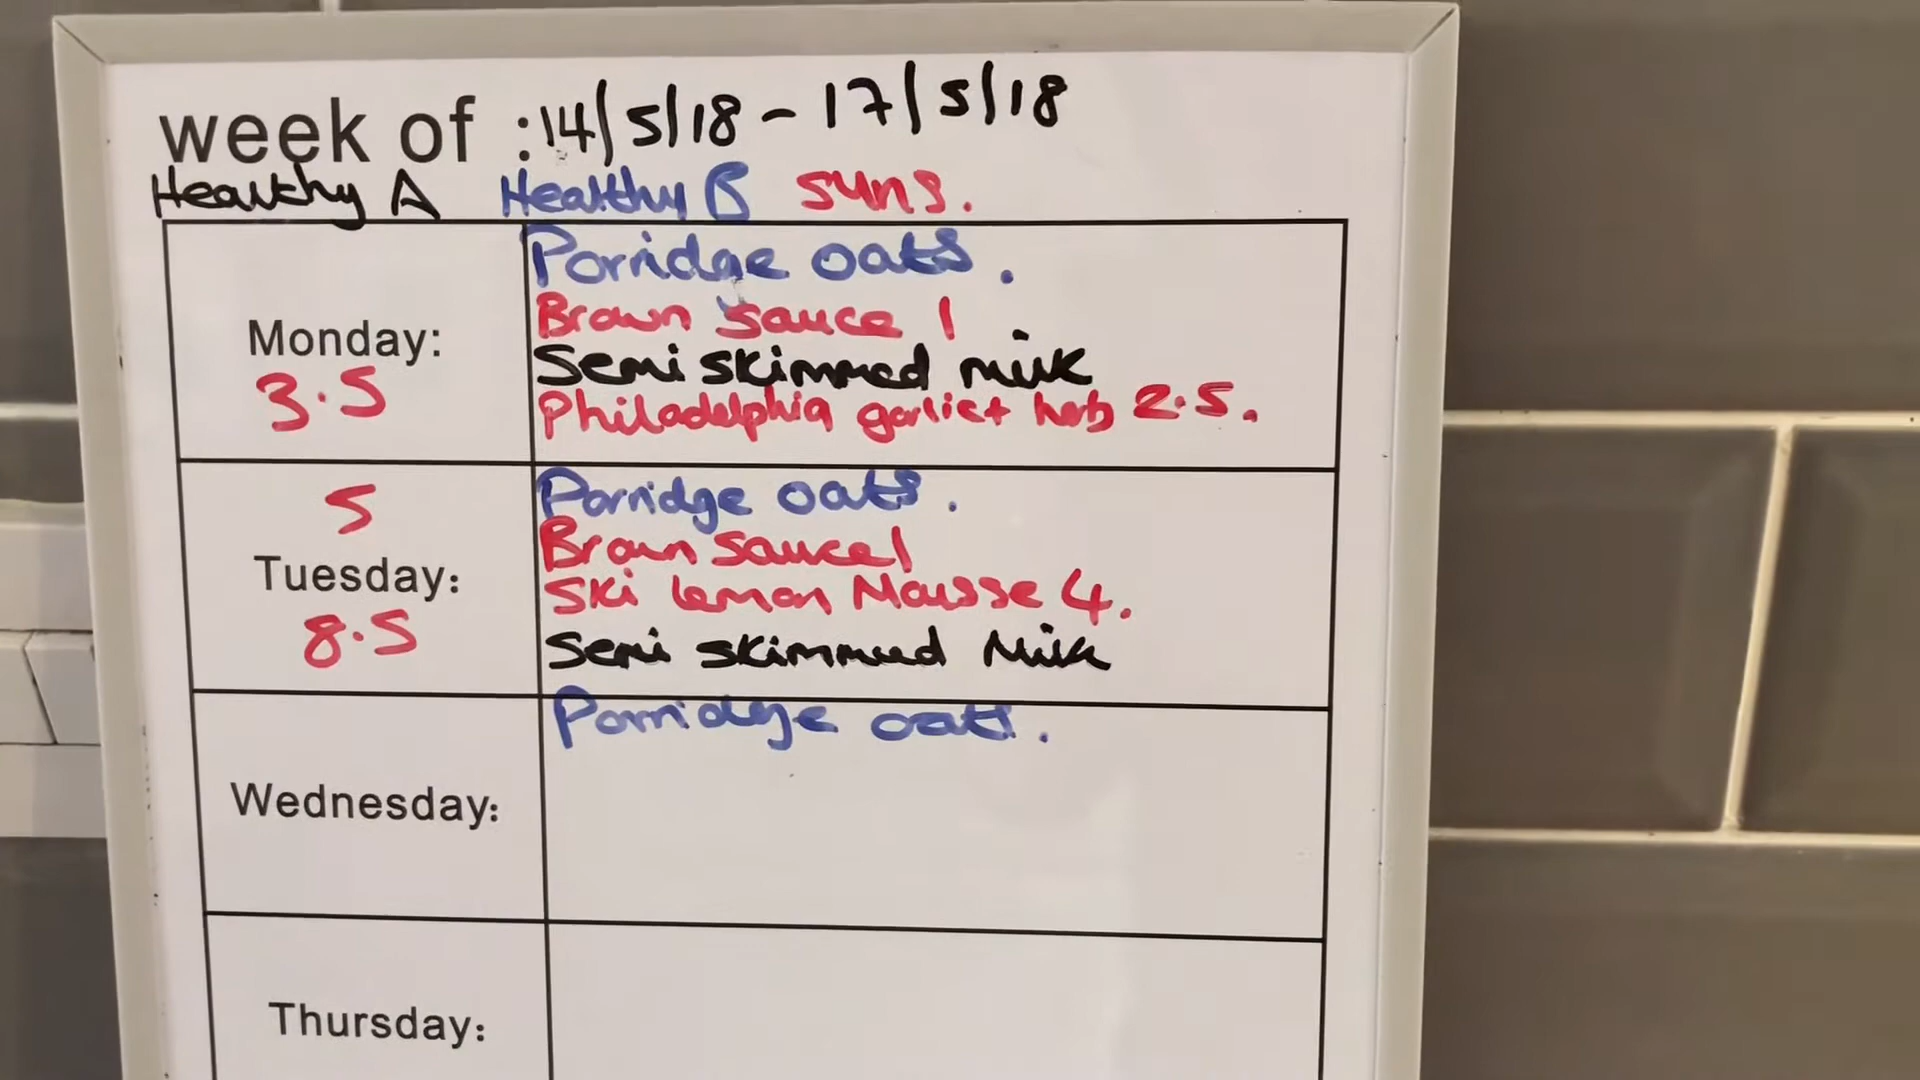 week of : 14/5/18 - 17/5/18
Healthy A Healthy B syns.
Porridge oats.
Brown sauce 1
Monday:
Semi skimmed milk
3.5
Philadelphia garlic + herb 2.5.
5
Porridge oats.
Brown sauce 1
Tuesday:
Ski lemon Mousse 4.
8.5
Semi skimmed Milk
Porridge oats.
Wednesday:
Thursday: